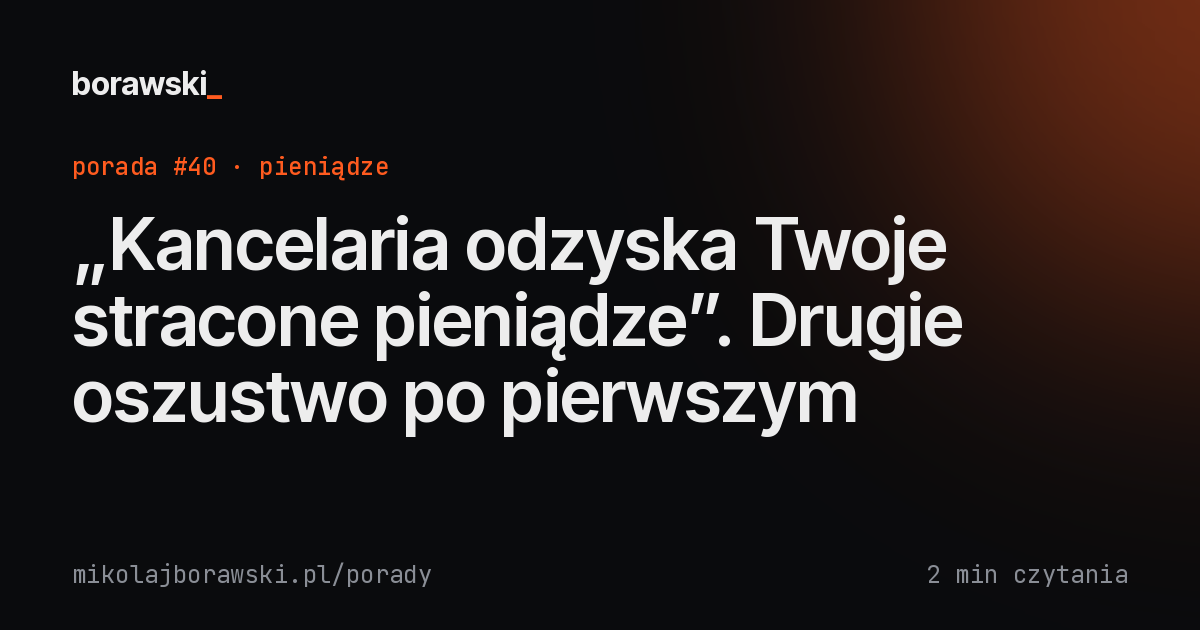 borawski_
porada #40 · pieniądze
„Kancelaria odzyska Twoje
stracone pieniądze”. Drugie
oszustwo po pierwszym
mikolajborawski.pl/porady
2 min czytania